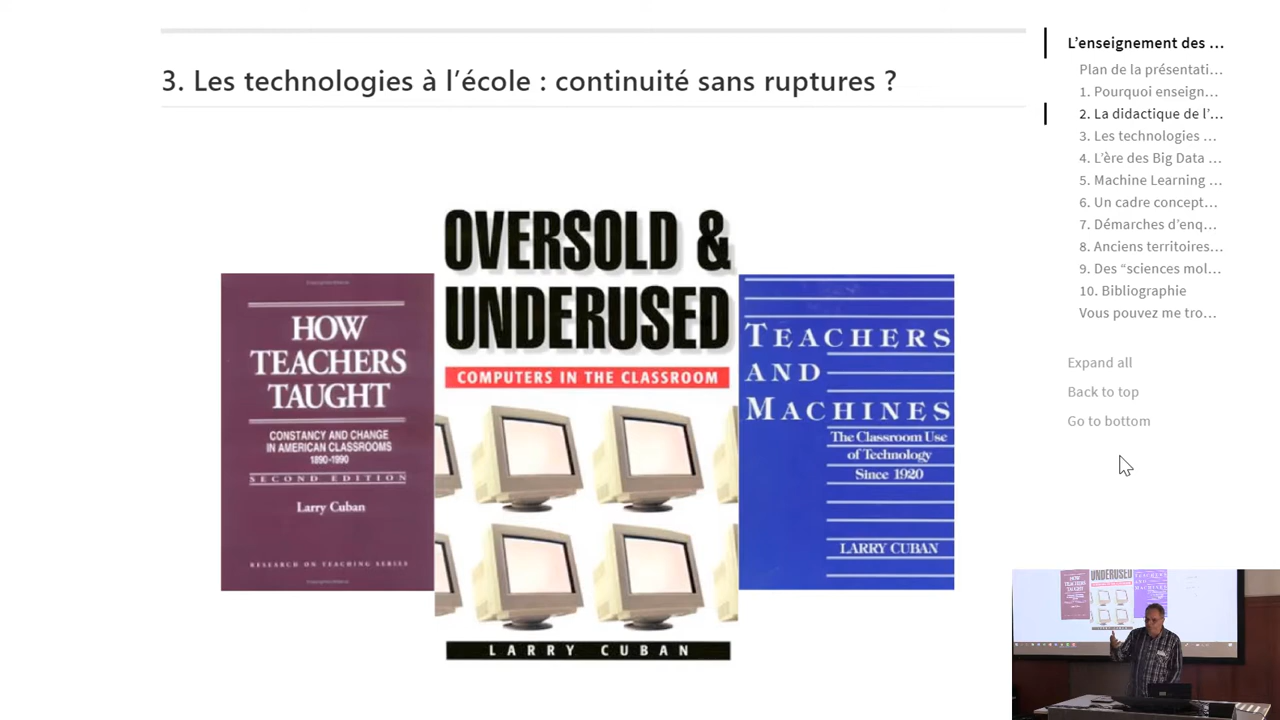 3. Les technologies à l’école : continuité sans ruptures ?
HOW
TEACHERS
TAUGHT
CONSTANCY AND CHANGE
IN AMERICAN CLASSROOMS
1890-1990
SECOND EDITION
Larry Cuban
RESEARCH ON TEACHING SERIES
OVERSOLD &
UNDERUSED
COMPUTERS IN THE CLASSROOM
LARRY CUBAN
TEACHERS
AND
MACHINES
The Classroom Use
of Technology
Since 1920
LARRY CUBAN
L’enseignement des …
Plan de la présentati…
1. Pourquoi enseign…
2. La didactique de l’…
3. Les technologies …
4. L’ère des Big Data …
5. Machine Learning …
6. Un cadre concept…
7. Démarches d’enq…
8. Anciens territoires…
9. Des “sciences mol…
10. Bibliographie
Vous pouvez me tro…
Expand all
Back to top
Go to bottom
UNDERUSED
HOW
TEACHERS
TAUGHT